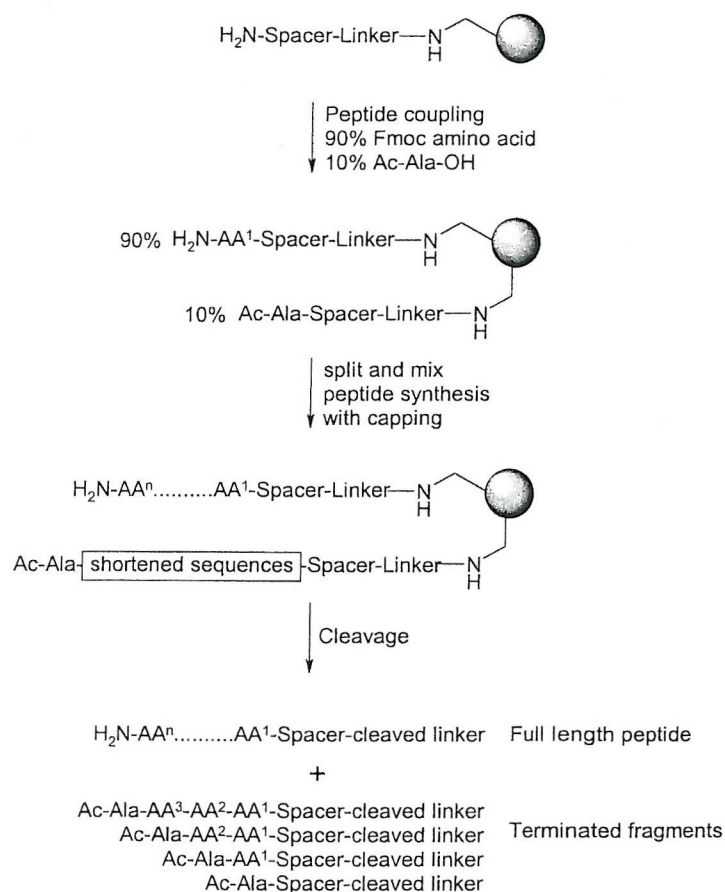 H₂N-Spacer-Linker—N
H
Peptide coupling
90% Fmoc amino acid
10% Ac-Ala-OH
90% H₂N-AA¹-Spacer-Linker—N
H
10% Ac-Ala-Spacer-Linker—N
H
split and mix
peptide synthesis
with capping
H₂N-AAⁿ..........AA¹-Spacer-Linker—N
H
Ac-Ala-shortened sequences-Spacer-Linker—N
H
Cleavage
H₂N-AAⁿ..........AA¹-Spacer-cleaved linker Full length peptide
+
Ac-Ala-AA³-AA²-AA¹-Spacer-cleaved linker
Ac-Ala-AA²-AA¹-Spacer-cleaved linker Terminated fragments
Ac-Ala-AA¹-Spacer-cleaved linker
Ac-Ala-Spacer-cleaved linker